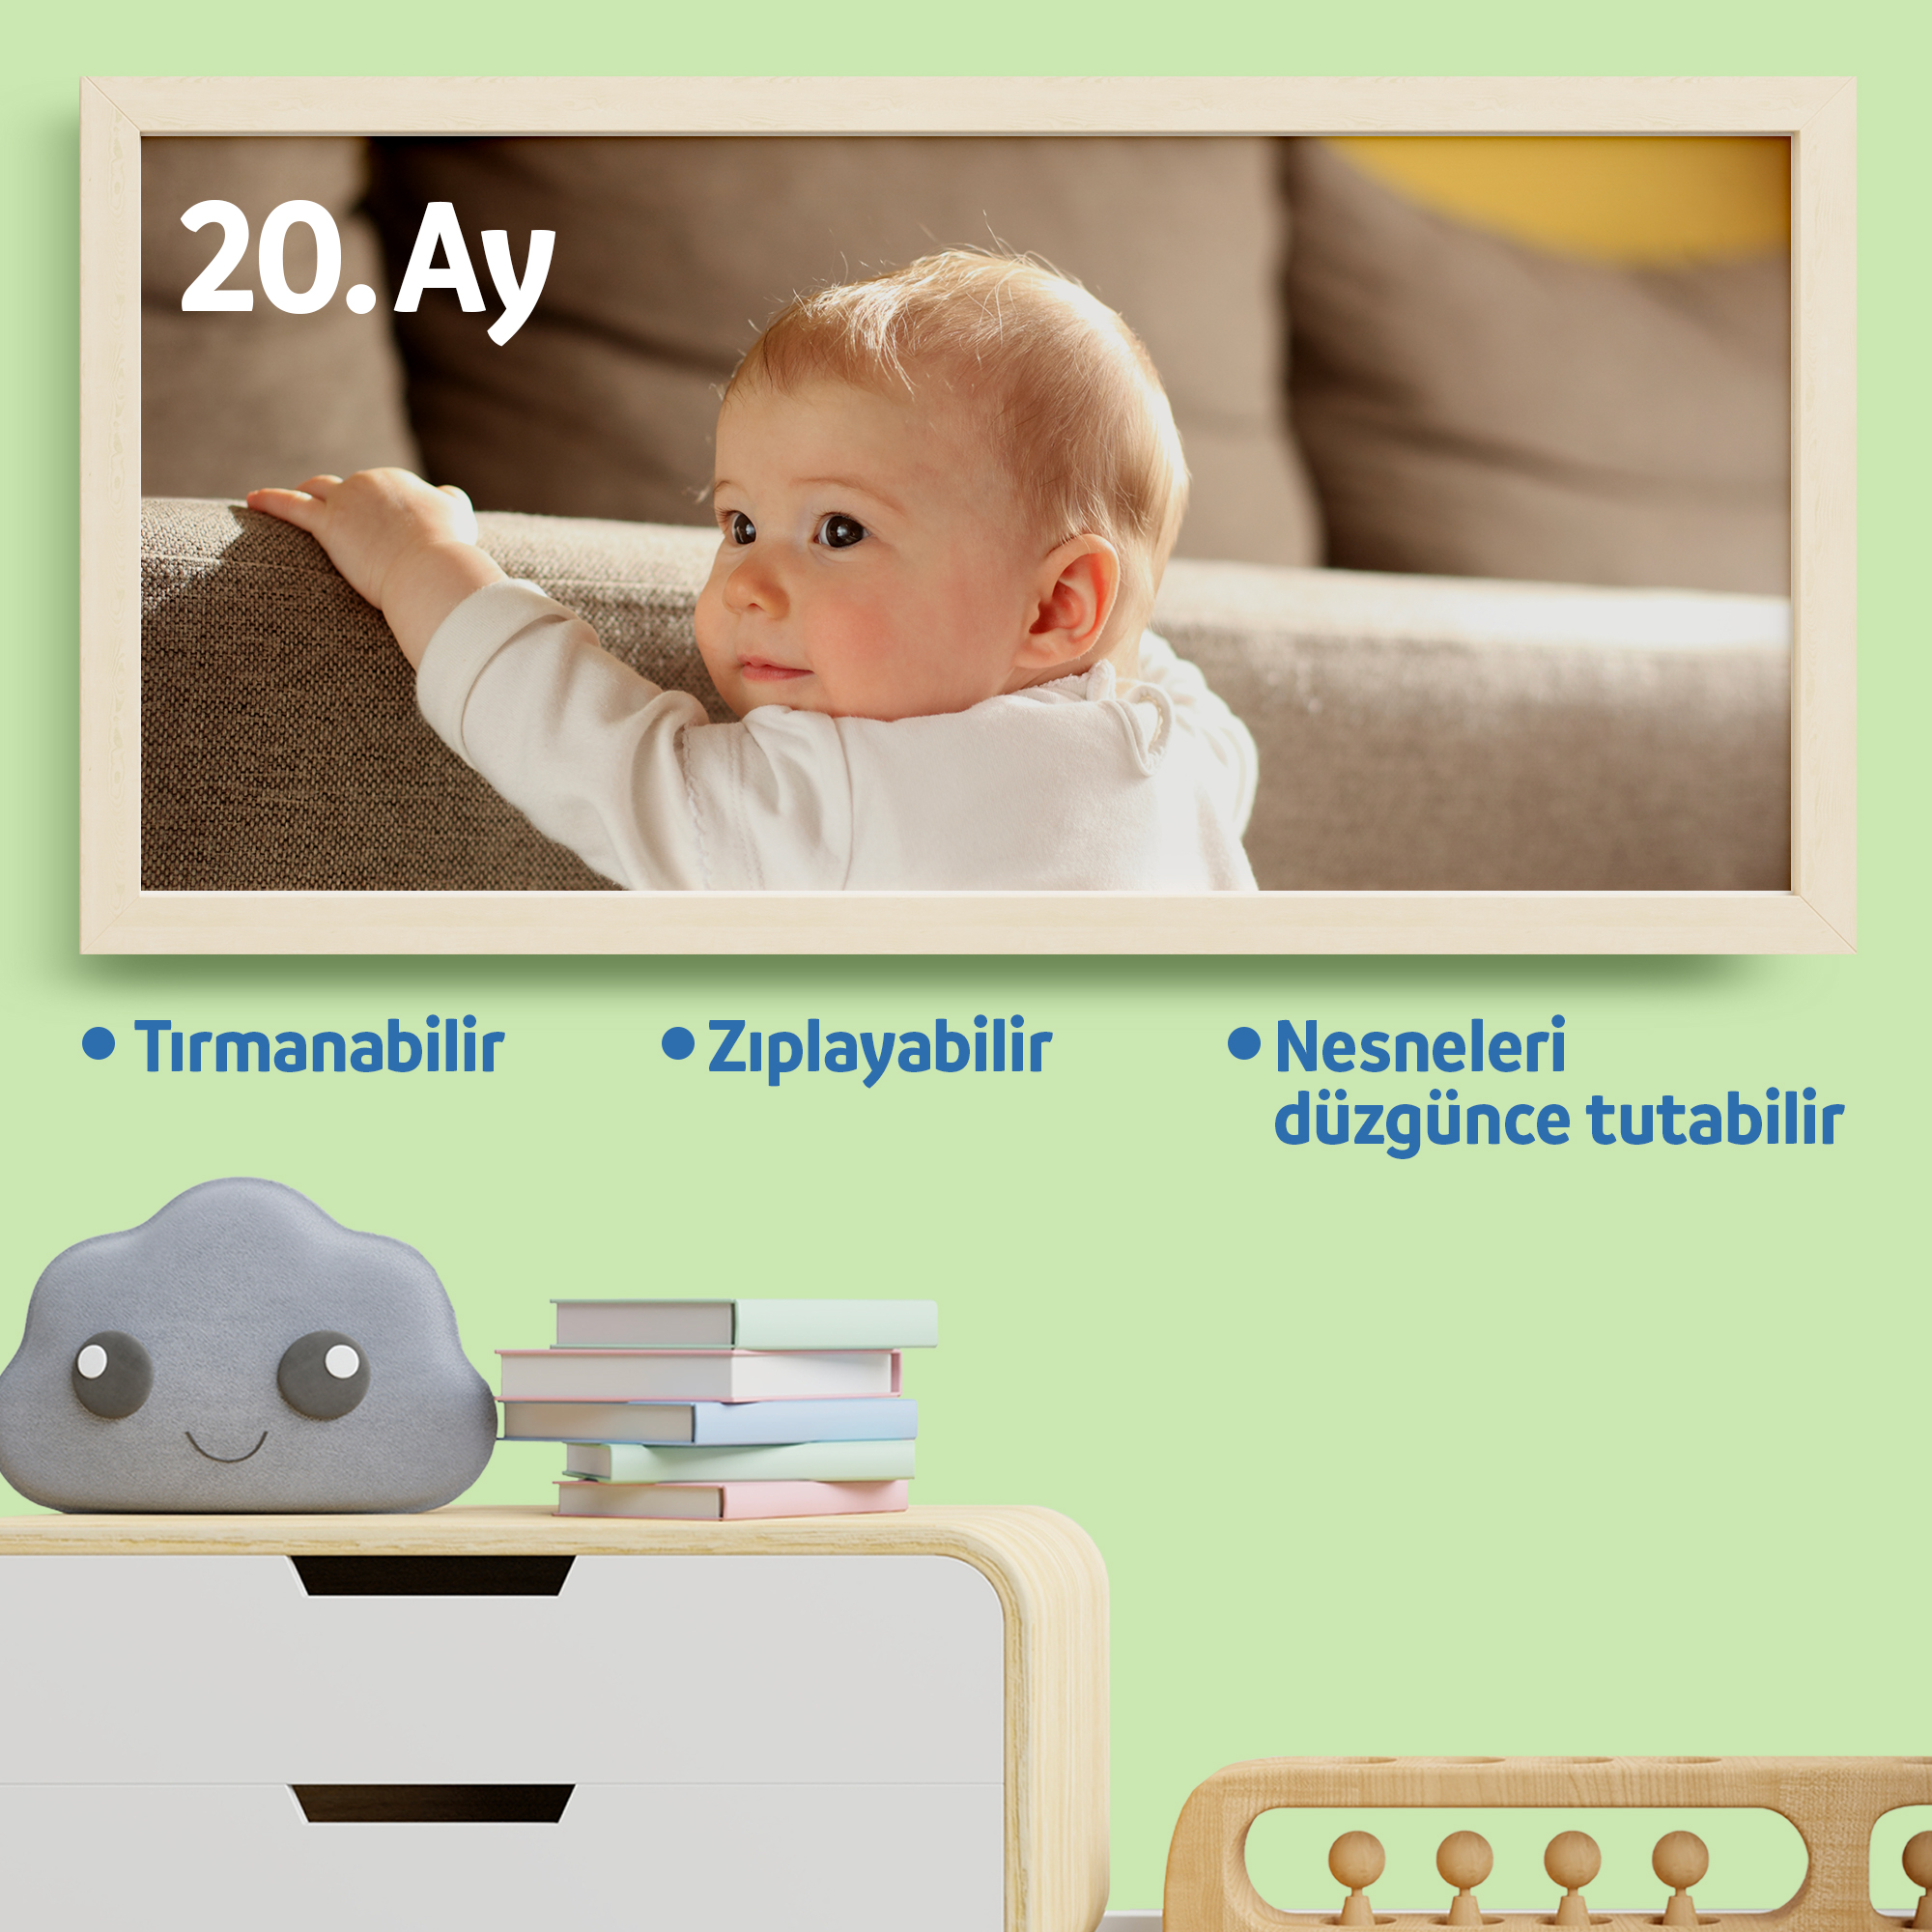 20. Ay
• Tırmanabilir
• Zıplayabilir
• Nesneleri
düzgünce tutabilir